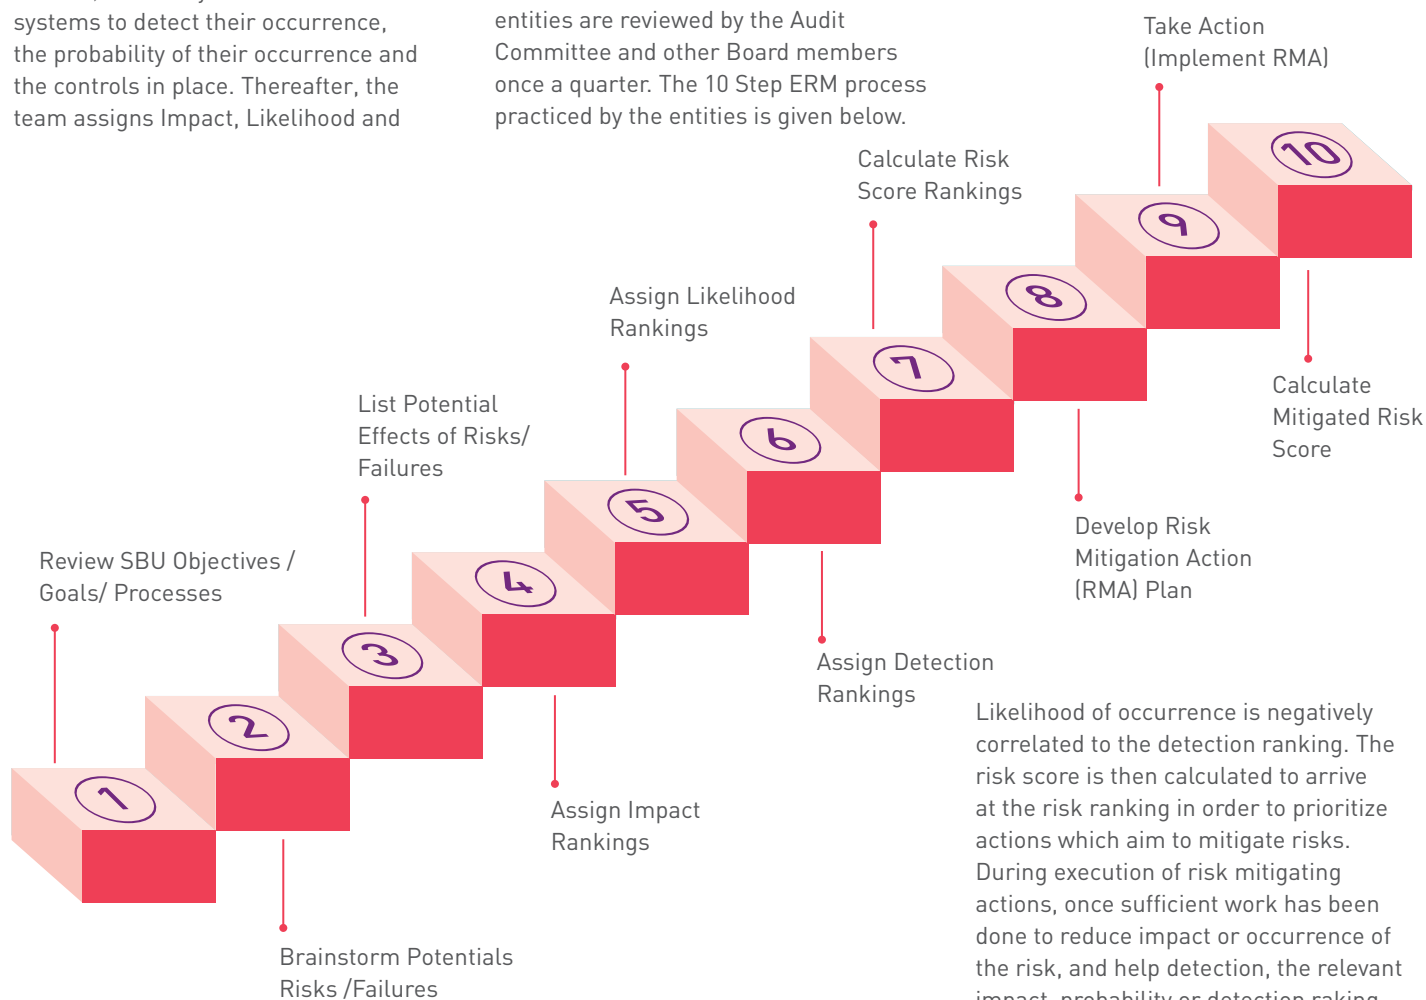 systems to detect their occurrence,
the probability of their occurrence and
the controls in place. Thereafter, the
team assigns Impact, Likelihood and
entities are reviewed by the Audit
Committee and other Board members
once a quarter. The 10 Step ERM process
practiced by the entities is given below.
Review SBU Objectives /
Goals/ Processes
1
Brainstorm Potentials
Risks /Failures
2
List Potential
Effects of Risks/
Failures
3
Assign Impact
Rankings
4
Assign Likelihood
Rankings
5
Assign Detection
Rankings
6
Calculate Risk
Score Rankings
7
Develop Risk
Mitigation Action
(RMA) Plan
8
Take Action
(Implement RMA)
9
Calculate
Mitigated Risk
Score
10
Likelihood of occurrence is negatively
correlated to the detection ranking. The
risk score is then calculated to arrive
at the risk ranking in order to prioritize
actions which aim to mitigate risks.
During execution of risk mitigating
actions, once sufficient work has been
done to reduce impact or occurrence of
the risk, and help detection, the relevant
impact, probability or detection raking